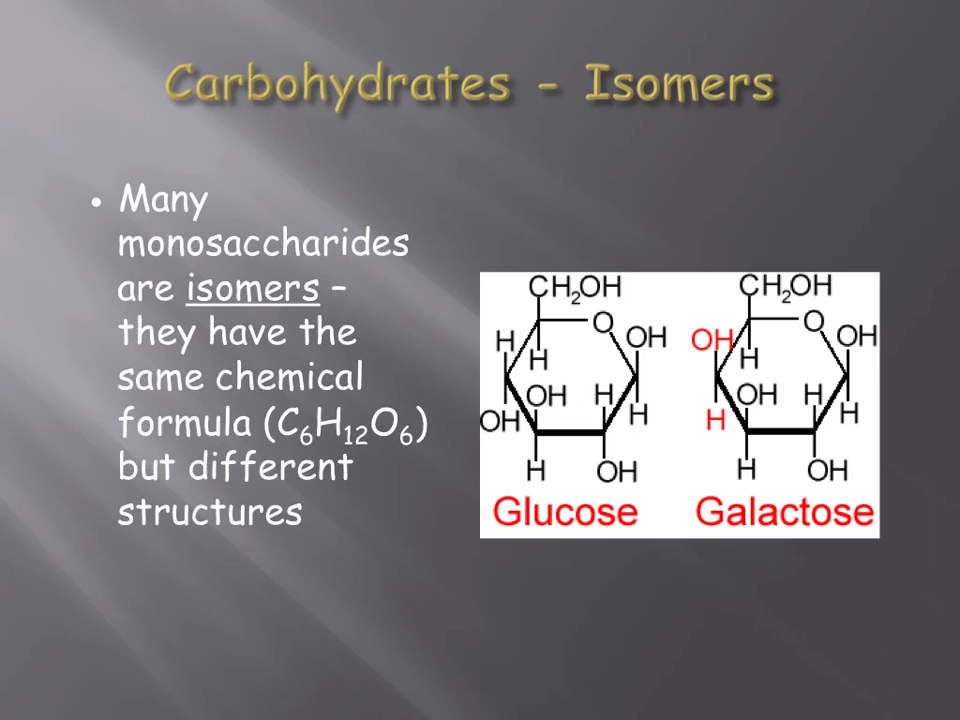 Carbohydrates - Isomers
• Many
monosaccharides
are isomers –
they have the
same chemical
formula (C₆H₁₂O₆)
but different
structures
CH₂OH
O
H
OH
H
OH
H
OH
H
H
OH
Glucose
CH₂OH
O
OH
OH
H
OH
H
H
H
H
OH
Galactose